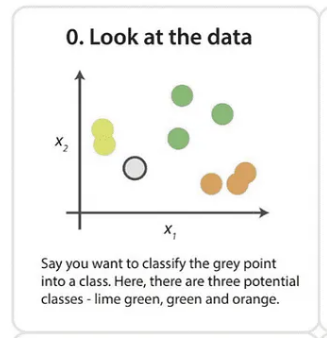 0. Look at the data
x2
x1
Say you want to classify the grey point
into a class. Here, there are three potential
classes - lime green, green and orange.